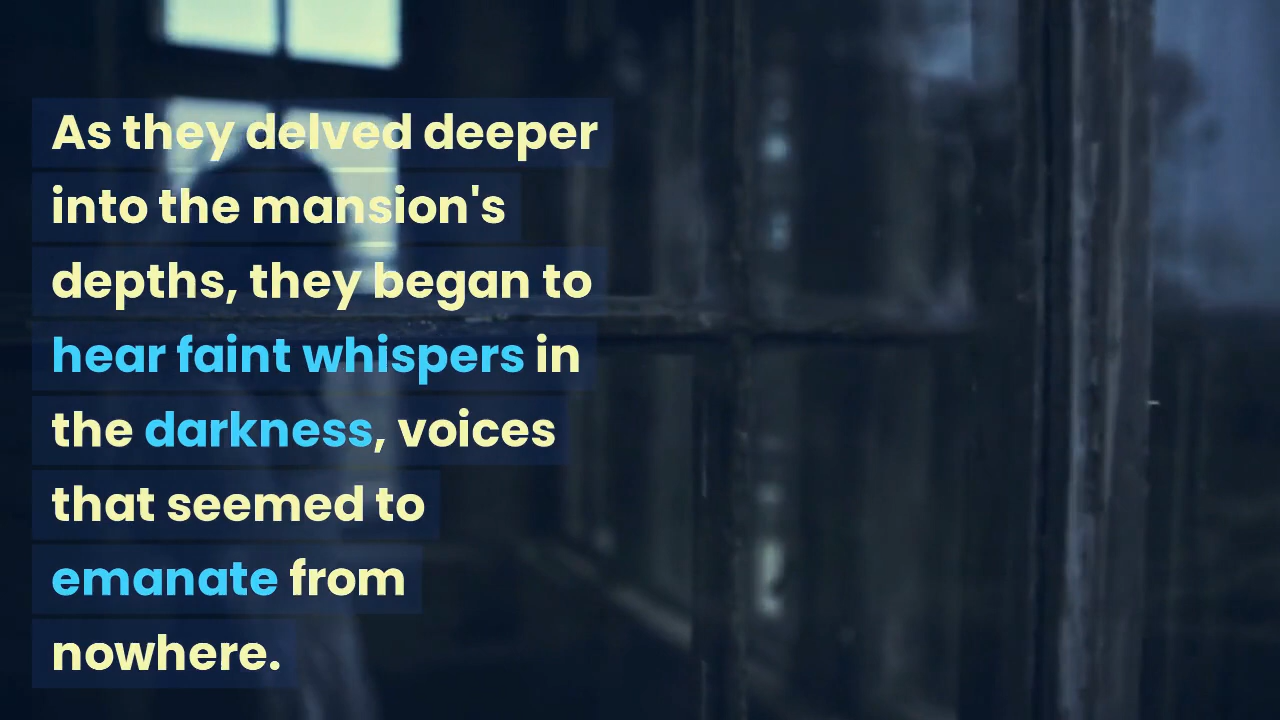 As they delved deeper
into the mansion's
depths, they began to
hear faint whispers in
the darkness, voices
that seemed to
emanate from
nowhere.